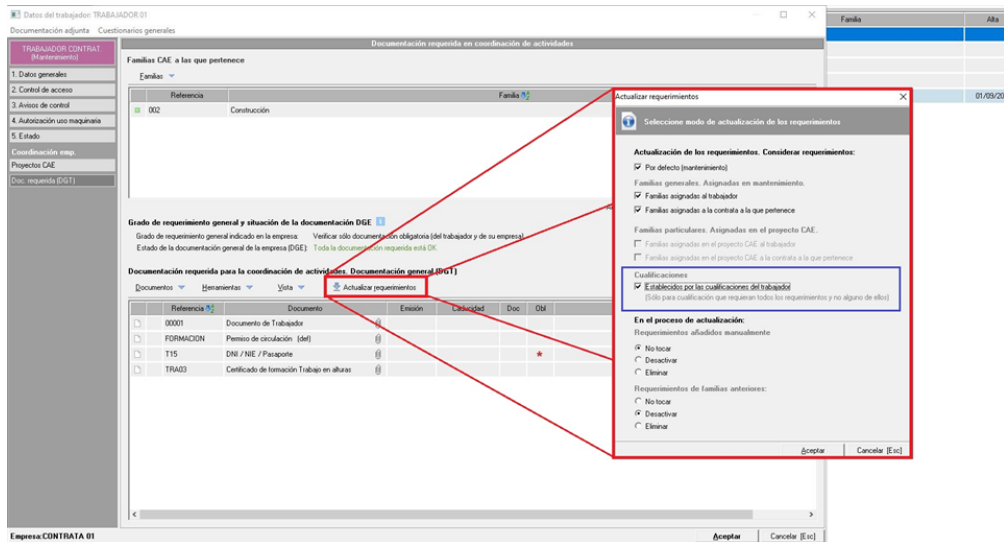 Datos del trabajador: TRABAJADOR 01
Documentación adjunta Cuestionarios generales
TRABAJADOR CONTRAT.
(Mantenimiento)
1. Datos generales
2. Control de acceso
3. Avisos de control
4. Autorización uso maquinaria
5. Estado
Coordinación emp.
Proyectos CAE
Doc. requerida (DGT)
Documentación requerida en coordinación de actividades
Familias CAE a las que pertenece
Familias
Referencia Familia
002 Construcción
Grado de requerimiento general y situación de la documentación DGE
Grado de requerimiento general indicado en la empresa: Verificar sólo documentación obligatoria (del trabajador y de su empresa).
Estado de la documentación general de la empresa (DGE): Toda la documentación requerida está OK
Documentación requerida para la coordinación de actividades. Documentación general (DGT)
Documentos Herramientas Vista Actualizar requerimientos
Referencia Documento Emisión Caducidad Doc Obl
00001 Documento de Trabajador
FORMACION Permiso de circulación (def)
T15 DNI / NIE / Pasaporte *
TRA03 Certificado de formación Trabajo en alturas
Empresa:CONTRATA 01
Aceptar Cancelar [Esc]
Familia Alta
01/09/20
Actualizar requerimientos
Seleccione modo de actualización de los requerimientos
Actualización de los requerimientos. Considerar requerimientos:
Por defecto (mantenimiento)
Familias generales. Asignadas en mantenimiento.
Familias asignadas al trabajador
Familias asignadas a la contrata a la que pertenece
Familias particulares. Asignadas en el proyecto CAE.
Familias asignadas en el proyecto CAE al trabajador
Familias asignadas en el proyecto CAE a la contrata a la que pertenece
Cualificaciones
Establecidos por las cualificaciones del trabajador
(Sólo para cualificación que requieran todos los requerimientos y no alguno de ellos)
En el proceso de actualización:
Requerimientos añadidos manualmente
No tocar
Desactivar
Eliminar
Requerimientos de familias anteriores:
No tocar
Desactivar
Eliminar
Aceptar Cancelar [Esc]